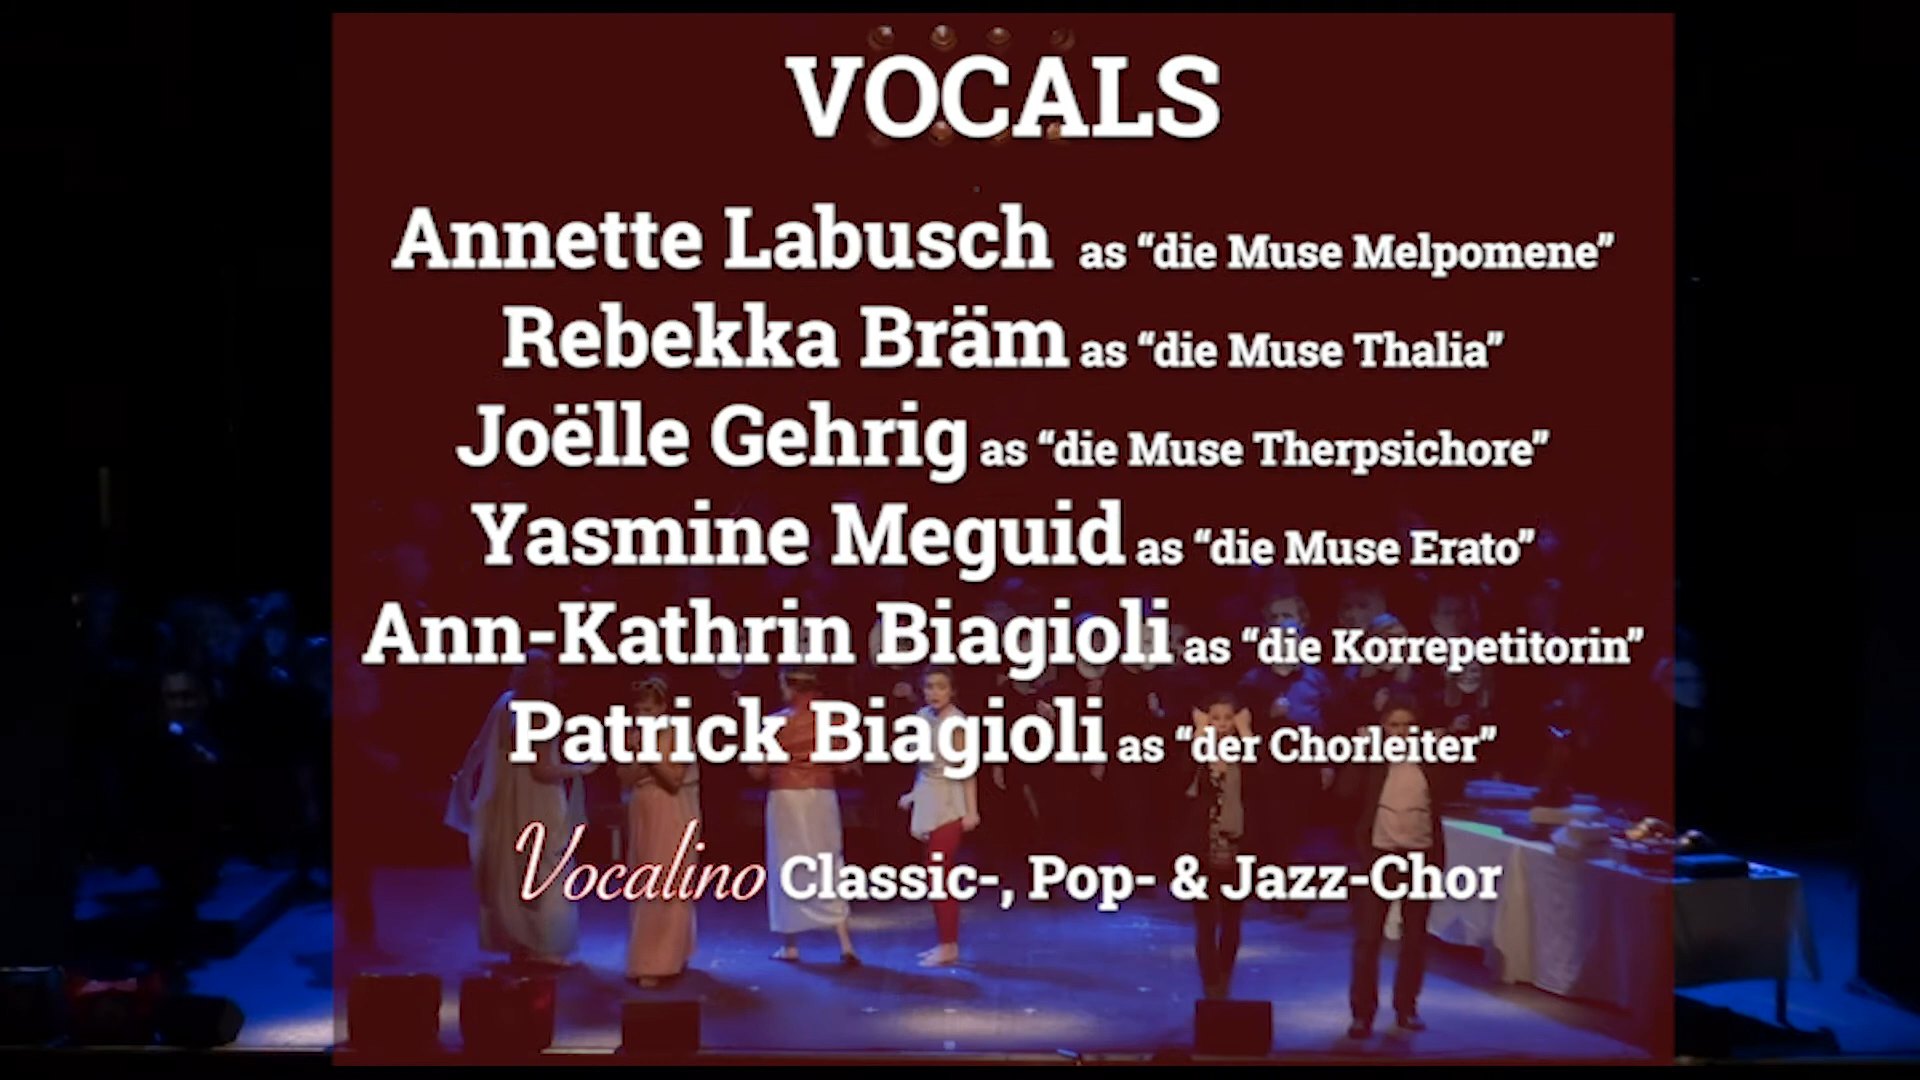 VOCALS
Annette Labusch as “die Muse Melpomene”
Rebekka Bräm as “die Muse Thalia”
Joëlle Gehrig as “die Muse Therpsichore”
Yasmine Meguid as “die Muse Erato”
Ann-Kathrin Biagioli as “die Korrepetitorin”
Patrick Biagioli as “der Chorleiter”
Vocalino Classic-, Pop- & Jazz-Chor